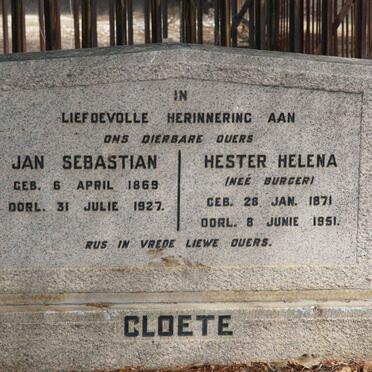 IN
LIEFDEVOLLE HERINNERING AAN
ONS DIERBARE OUERS
JAN SEBASTIAN
GEB. 6 APRIL 1869
OORL. 31 JULIE 1927.
HESTER HELENA
(NEÉ BURGER)
GEB. 28 JAN. 1871
OORL. 8 JUNIE 1951.
RUS IN VREDE LIEWE OUERS.
CLOETE